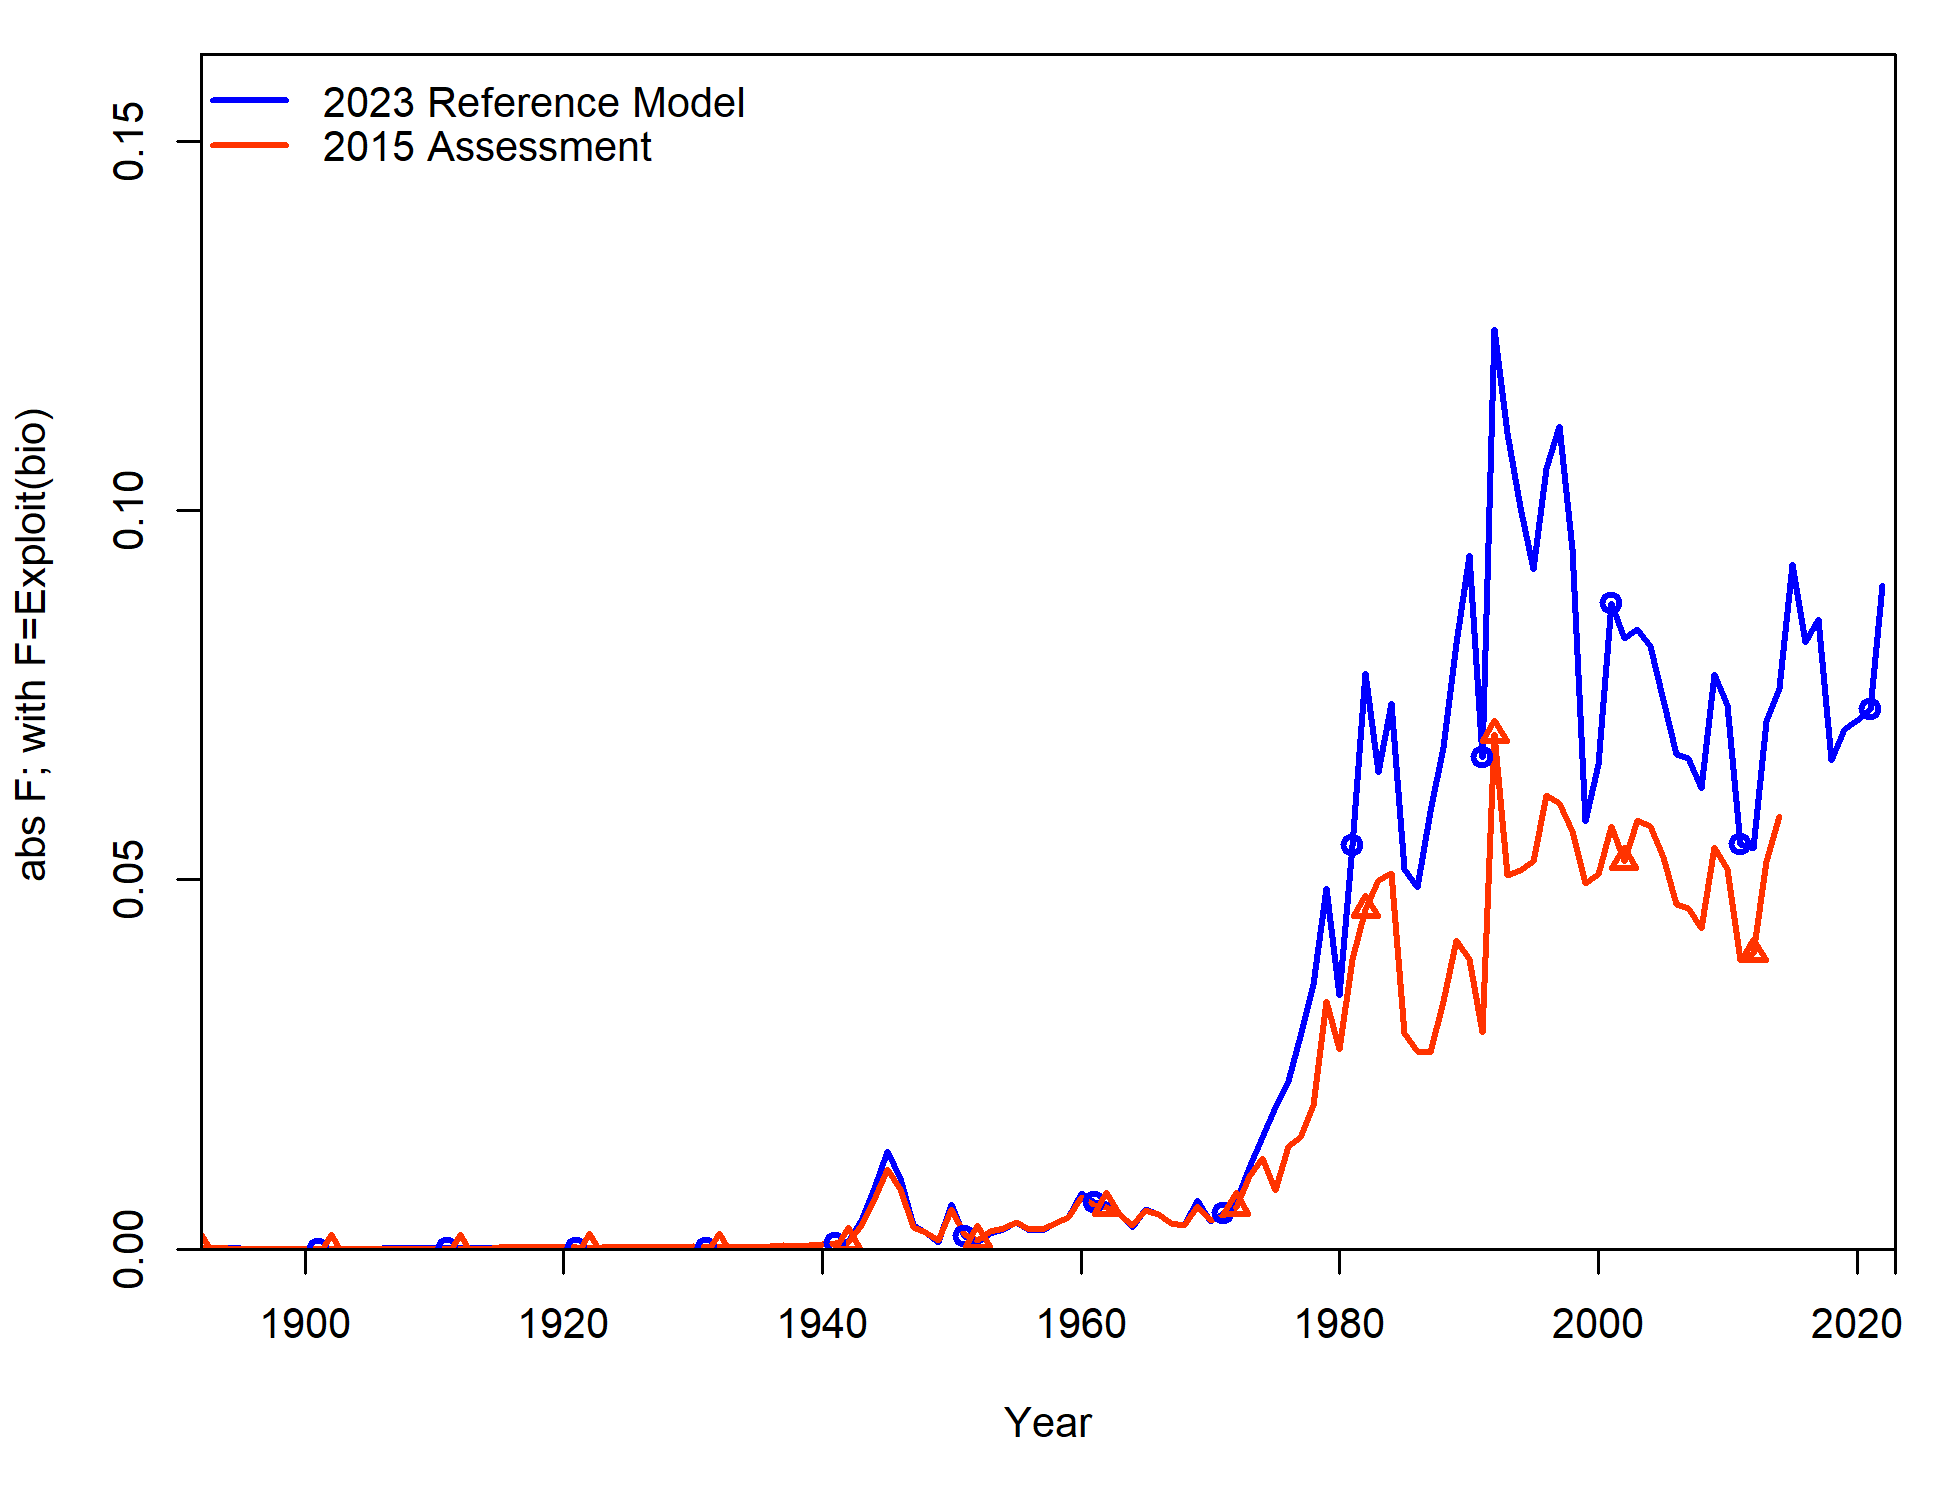 2023 Reference Model
2015 Assessment
abs F; with F=Exploit(bio)
0.15
0.10
0.05
0.00
1900 1920 1940 1960 1980 2000 2020
Year